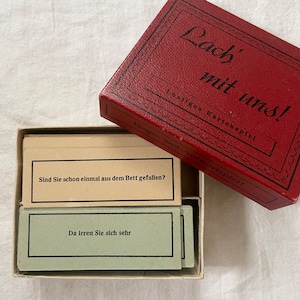 Lach'
mit uns!
Lustiges Kartenspiel
Sind Sie schon einmal aus dem Bett gefallen?
Da irren Sie sich sehr